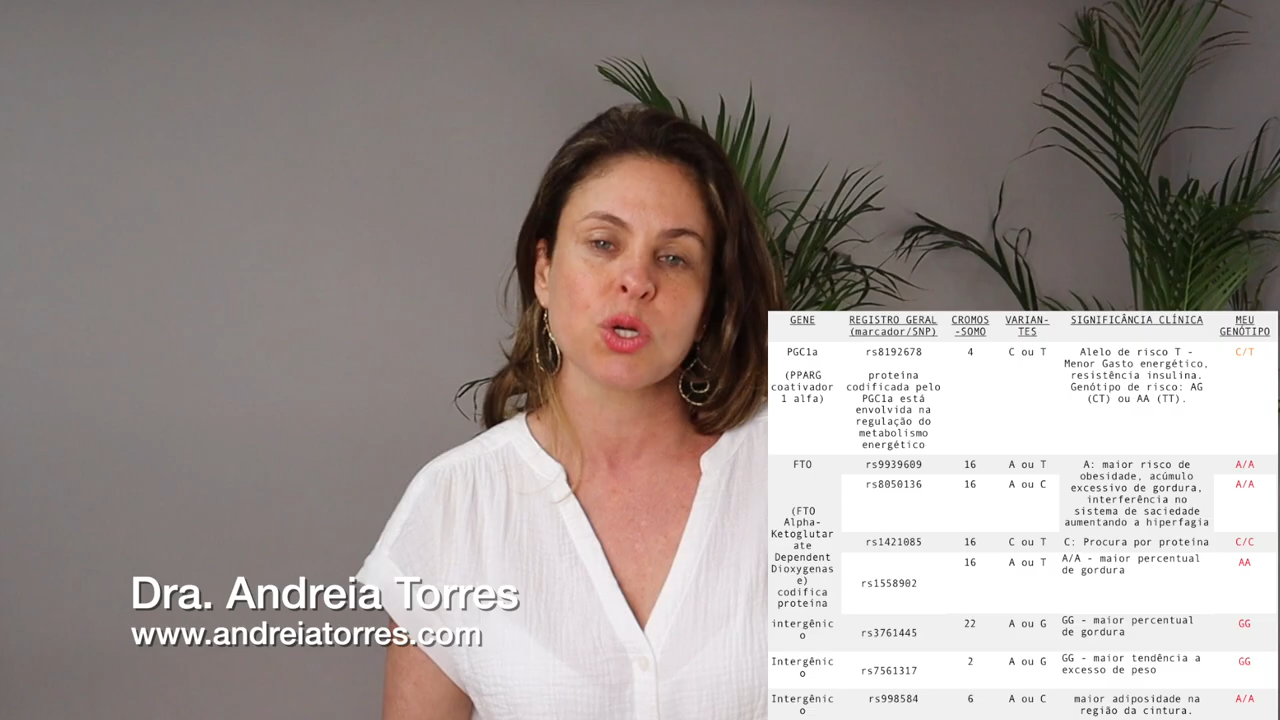 Dra. Andreia Torres
www.andreiatorres.com
GENE REGISTRO GERAL CROMOS VARIAN- SIGNIFICÂNCIA CLÍNICA MEU
(marcador/SNP) -SOMO TES GENÓTIPO
PGC1a rs8192678 4 C ou T Alelo de risco T - C/T
Menor Gasto energético,
(PPARG proteína resistência insulina.
coativador codificada pelo Genótipo de risco: AG
1 alfa) PGC1a está (CT) ou AA (TT).
envolvida na
regulação do
metabolismo
energético
FTO rs9939609 16 A ou T A: maior risco de A/A
obesidade, acúmulo
rs8050136 16 A ou C excessivo de gordura, A/A
interferência no
(FTO sistema de saciedade
Alpha- aumentando a hiperfagia
Ketoglutar
ate rs1421085 16 C ou T C: Procura por proteína C/C
Dependent 16 A ou T A/A - maior percentual AA
Dioxygenas de gordura
e) rs1558902
codifica
proteína
intergênic 22 A ou G GG - maior percentual GG
o rs3761445 de gordura
Intergênic 2 A ou G GG - maior tendência a GG
o rs7561317 excesso de peso
Intergênic rs998584 6 A ou C maior adiposidade na A/A
o região da cintura.